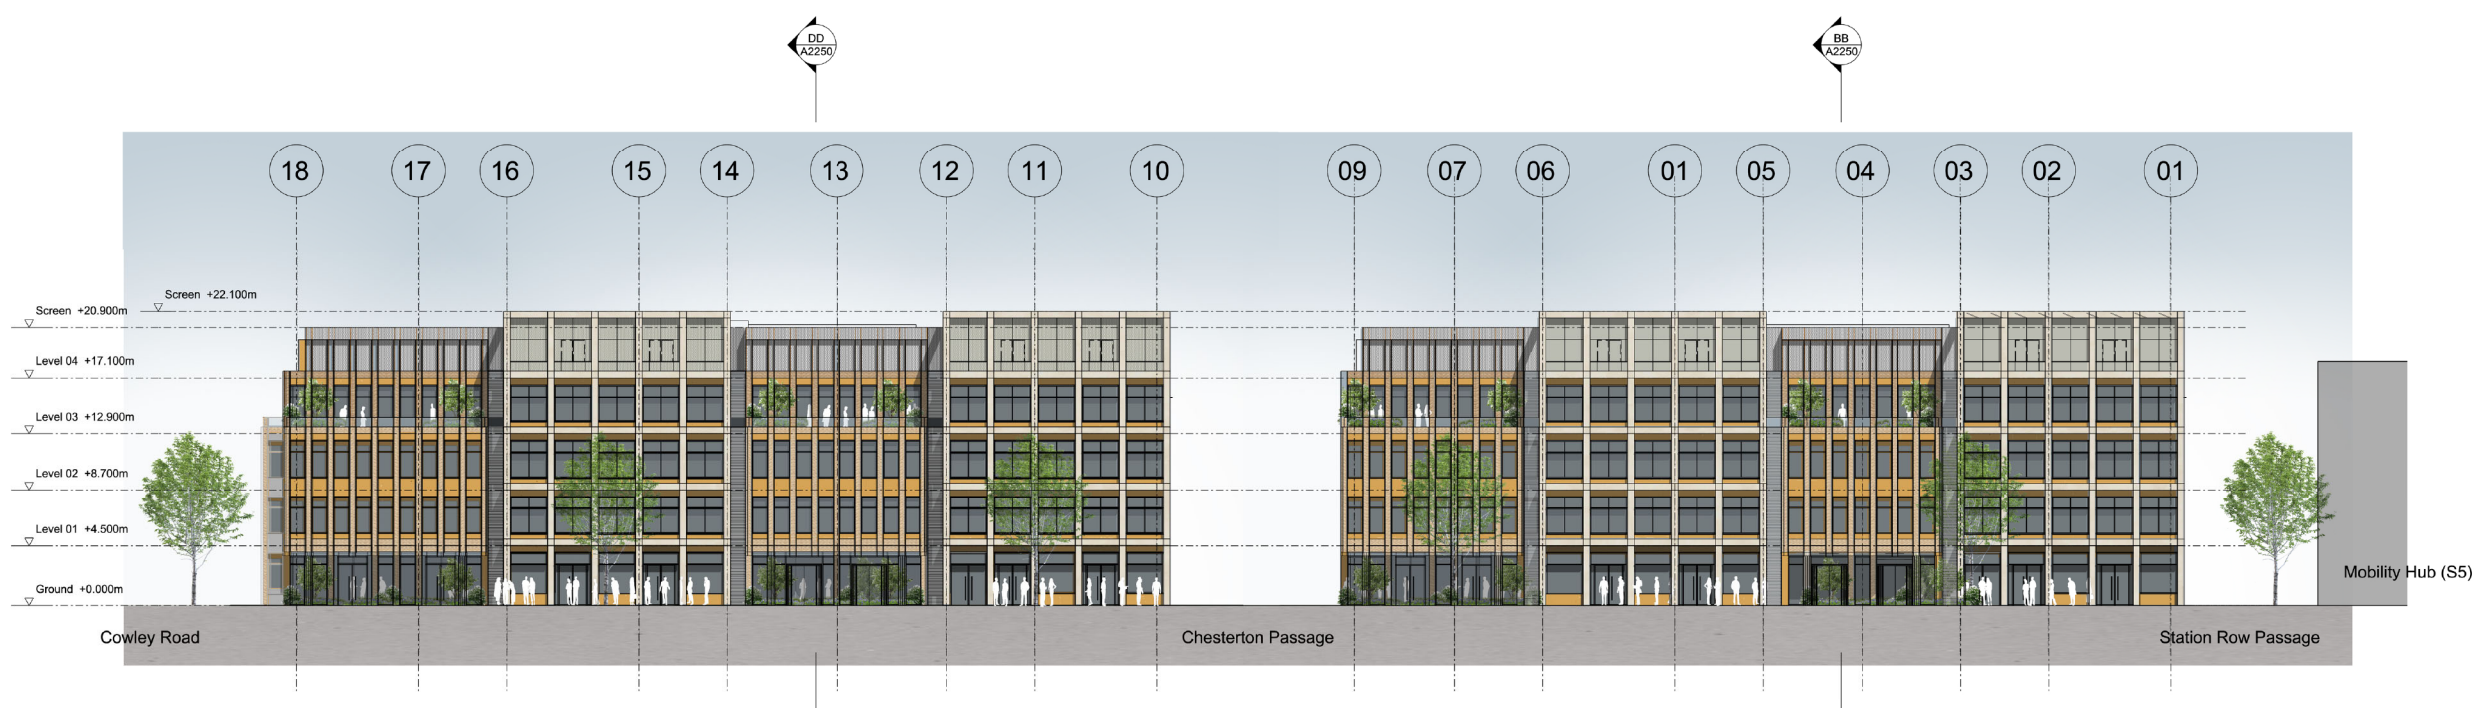 DD
A2250
BB
A2250
18 17 16 15 14 13 12 11 10 09 07 06 01 05 04 03 02 01
Screen +22.100m
Screen +20.900m
Level 04 +17.100m
Level 03 +12.900m
Level 02 +8.700m
Level 01 +4.500m
Ground +0.000m
Mobility Hub (S5)
Cowley Road
Chesterton Passage
Station Row Passage